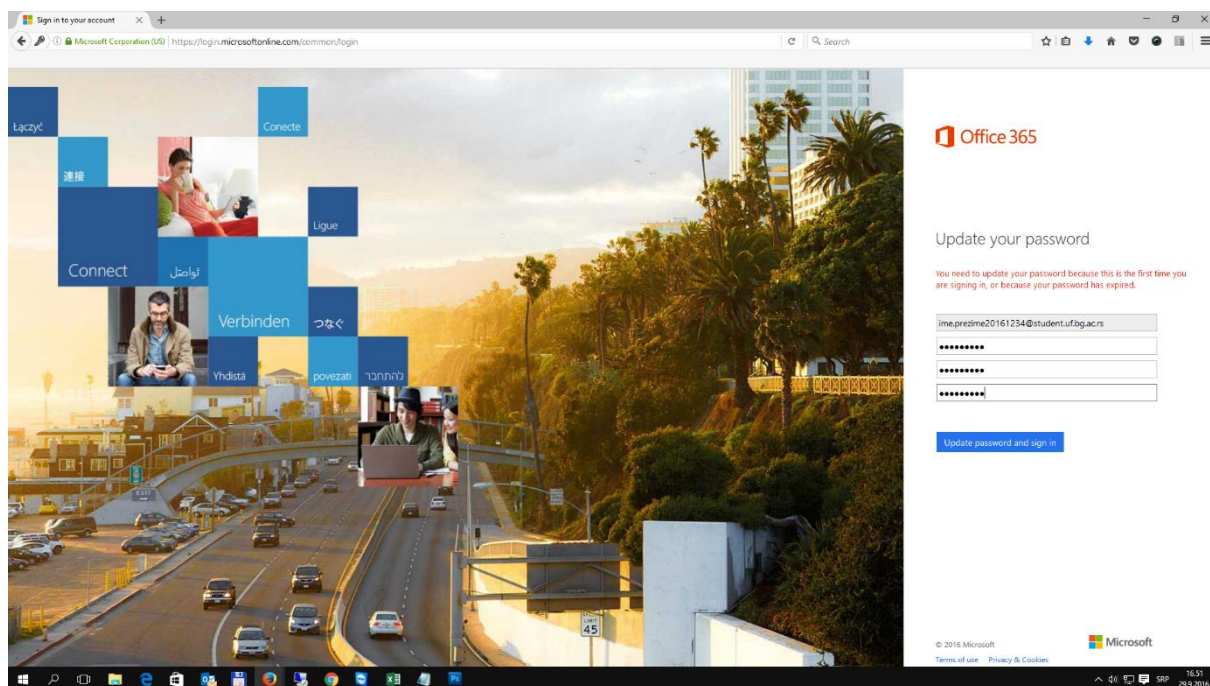 Sign in to your account
Microsoft Corporation (US)
https://login.microsoftonline.com/common/login
Search
Łączyć
Conecte
連接
Ligue
Connect
تواصل
Verbinden
つなぐ
Yhdistä
povezati
להתחבר
EXIT
LIMIT
45
Office 365
Update your password
You need to update your password because this is the first time you
are signing in, or because your password has expired.
ime.prezime20161234@student.uf.bg.ac.rs
Update password and sign in
© 2016 Microsoft
Microsoft
Terms of use Privacy & Cookies
SRP
16.51
29.9.2016